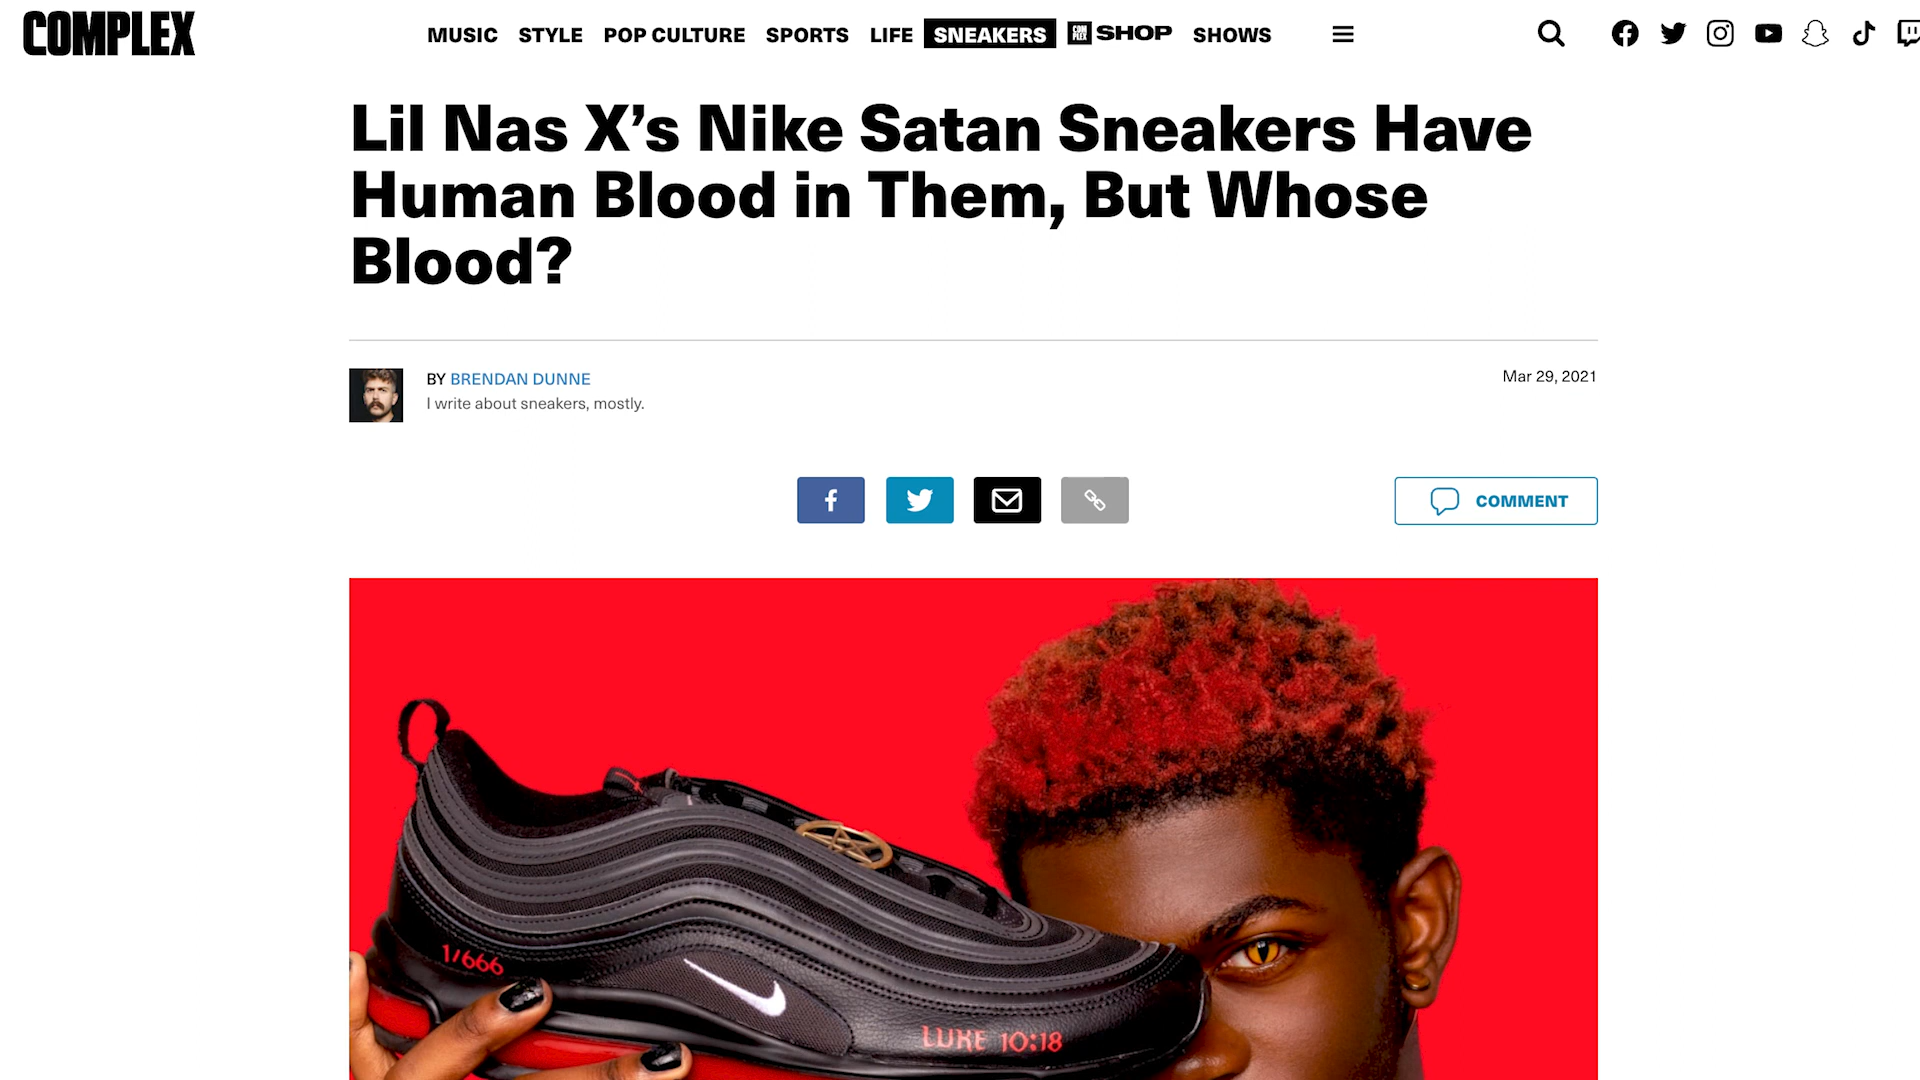 COMPLEX
MUSIC STYLE POP CULTURE SPORTS LIFE SNEAKERS COMPLEX SHOP SHOWS
Lil Nas X’s Nike Satan Sneakers Have
Human Blood in Them, But Whose
Blood?
BY BRENDAN DUNNE
Mar 29, 2021
I write about sneakers, mostly.
COMMENT
1/666
LUKE 10:18